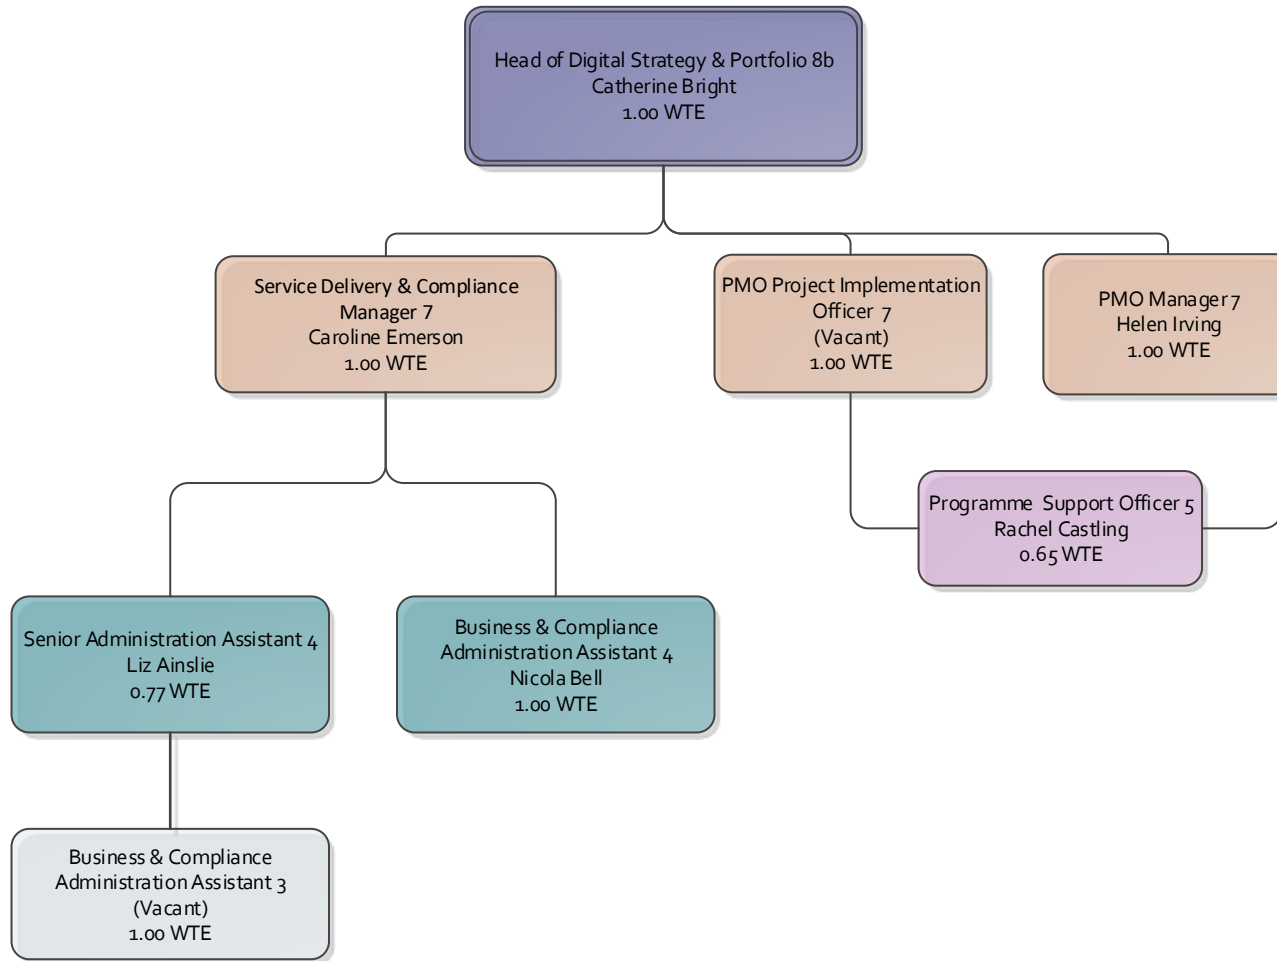 Head of Digital Strategy & Portfolio 8b
Catherine Bright
1.00 WTE
Service Delivery & Compliance
Manager 7
Caroline Emerson
1.00 WTE
PMO Project Implementation
Officer 7
(Vacant)
1.00 WTE
PMO Manager 7
Helen Irving
1.00 WTE
Programme Support Officer 5
Rachel Castling
0.65 WTE
Senior Administration Assistant 4
Liz Ainslie
0.77 WTE
Business & Compliance
Administration Assistant 4
Nicola Bell
1.00 WTE
Business & Compliance
Administration Assistant 3
(Vacant)
1.00 WTE